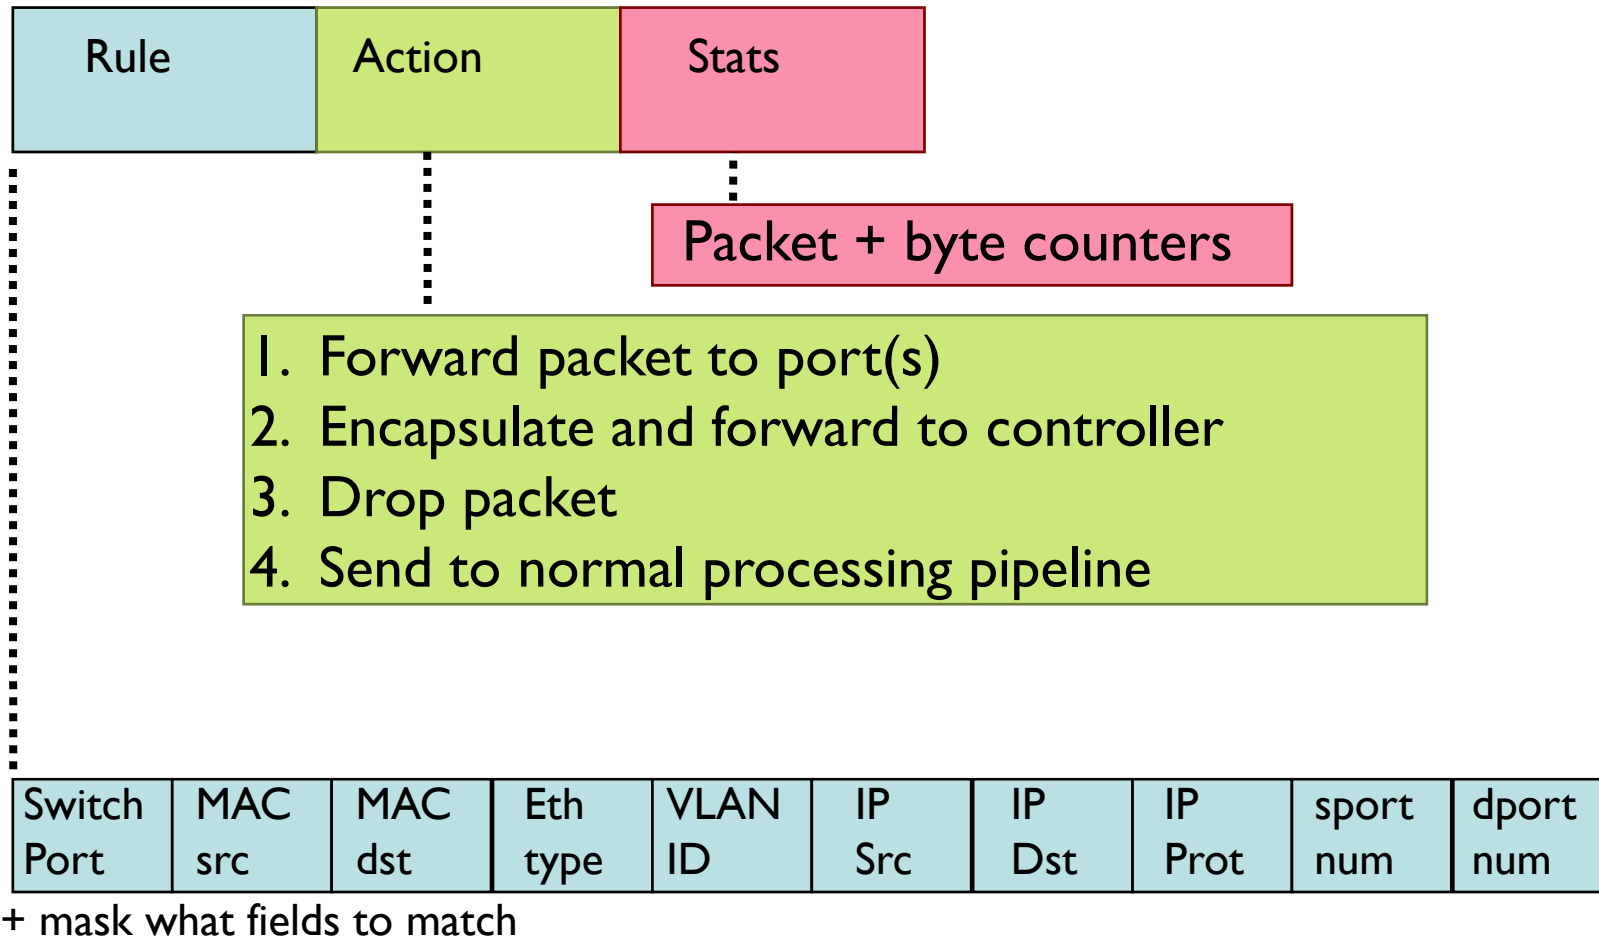 Rule
Action
Stats
Packet + byte counters
1. Forward packet to port(s)
2. Encapsulate and forward to controller
3. Drop packet
4. Send to normal processing pipeline
Switch Port
MAC src
MAC dst
Eth type
VLAN ID
IP Src
IP Dst
IP Prot
sport num
dport num
+ mask what fields to match